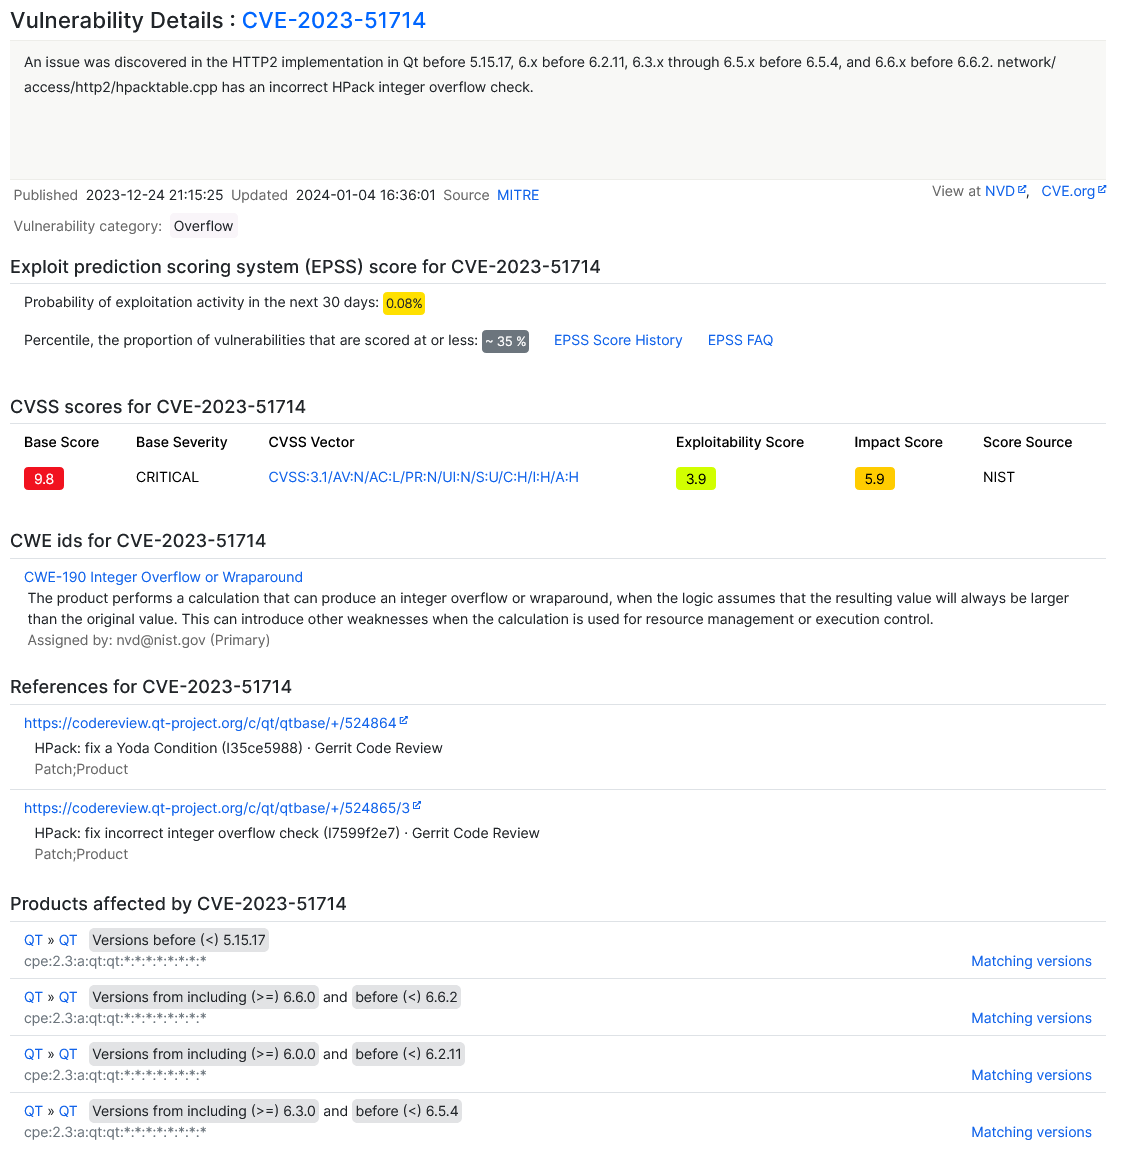 Vulnerability Details : CVE-2023-51714
An issue was discovered in the HTTP2 implementation in Qt before 5.15.17, 6.x before 6.2.11, 6.3.x through 6.5.x before 6.5.4, and 6.6.x before 6.6.2. network/
access/http2/hpacktable.cpp has an incorrect HPack integer overflow check.
Published 2023-12-24 21:15:25 Updated 2024-01-04 16:36:01 Source MITRE
View at NVD, CVE.org
Vulnerability category: Overflow
Exploit prediction scoring system (EPSS) score for CVE-2023-51714
Probability of exploitation activity in the next 30 days: 0.08%
Percentile, the proportion of vulnerabilities that are scored at or less: ~ 35 % EPSS Score History EPSS FAQ
CVSS scores for CVE-2023-51714
Base Score Base Severity CVSS Vector Exploitability Score Impact Score Score Source
9.8 CRITICAL CVSS:3.1/AV:N/AC:L/PR:N/UI:N/S:U/C:H/I:H/A:H 3.9 5.9 NIST
CWE ids for CVE-2023-51714
CWE-190 Integer Overflow or Wraparound
The product performs a calculation that can produce an integer overflow or wraparound, when the logic assumes that the resulting value will always be larger
than the original value. This can introduce other weaknesses when the calculation is used for resource management or execution control.
Assigned by: nvd@nist.gov (Primary)
References for CVE-2023-51714
https://codereview.qt-project.org/c/qt/qtbase/+/524864
HPack: fix a Yoda Condition (I35ce5988) · Gerrit Code Review
Patch;Product
https://codereview.qt-project.org/c/qt/qtbase/+/524865/3
HPack: fix incorrect integer overflow check (I7599f2e7) · Gerrit Code Review
Patch;Product
Products affected by CVE-2023-51714
QT » QT Versions before (<) 5.15.17
cpe:2.3:a:qt:qt:*:*:*:*:*:*:*:* Matching versions
QT » QT Versions from including (>=) 6.6.0 and before (<) 6.6.2
cpe:2.3:a:qt:qt:*:*:*:*:*:*:*:* Matching versions
QT » QT Versions from including (>=) 6.0.0 and before (<) 6.2.11
cpe:2.3:a:qt:qt:*:*:*:*:*:*:*:* Matching versions
QT » QT Versions from including (>=) 6.3.0 and before (<) 6.5.4
cpe:2.3:a:qt:qt:*:*:*:*:*:*:*:* Matching versions